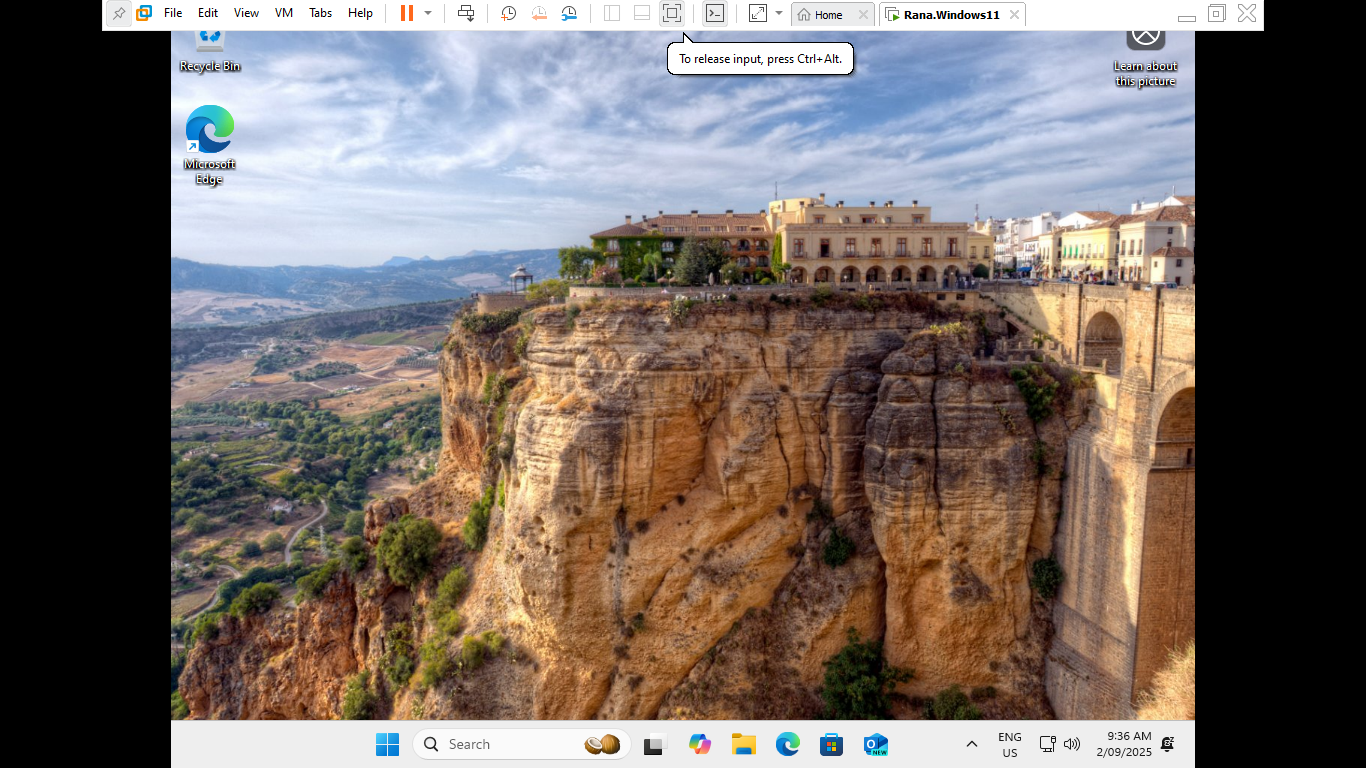 File Edit View VM Tabs Help
Home
Rana.Windows11
To release input, press Ctrl+Alt.
Recycle Bin
Learn about
this picture
Microsoft
Edge
Search
NEW
ENG
US
9:36 AM
2/09/2025